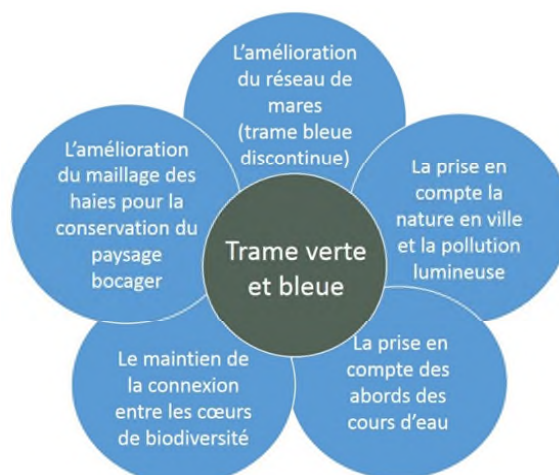 L'amélioration
du réseau de
mares
(trame bleue
discontinue)
La prise en
compte la
nature en ville
et la pollution
lumineuse
La prise en
compte des
abords des
cours d'eau
Le maintien de
la connexion
entre les cœurs
de biodiversité
L'amélioration
du maillage des
haies pour la
conservation du
paysage
bocager
Trame verte
et bleue